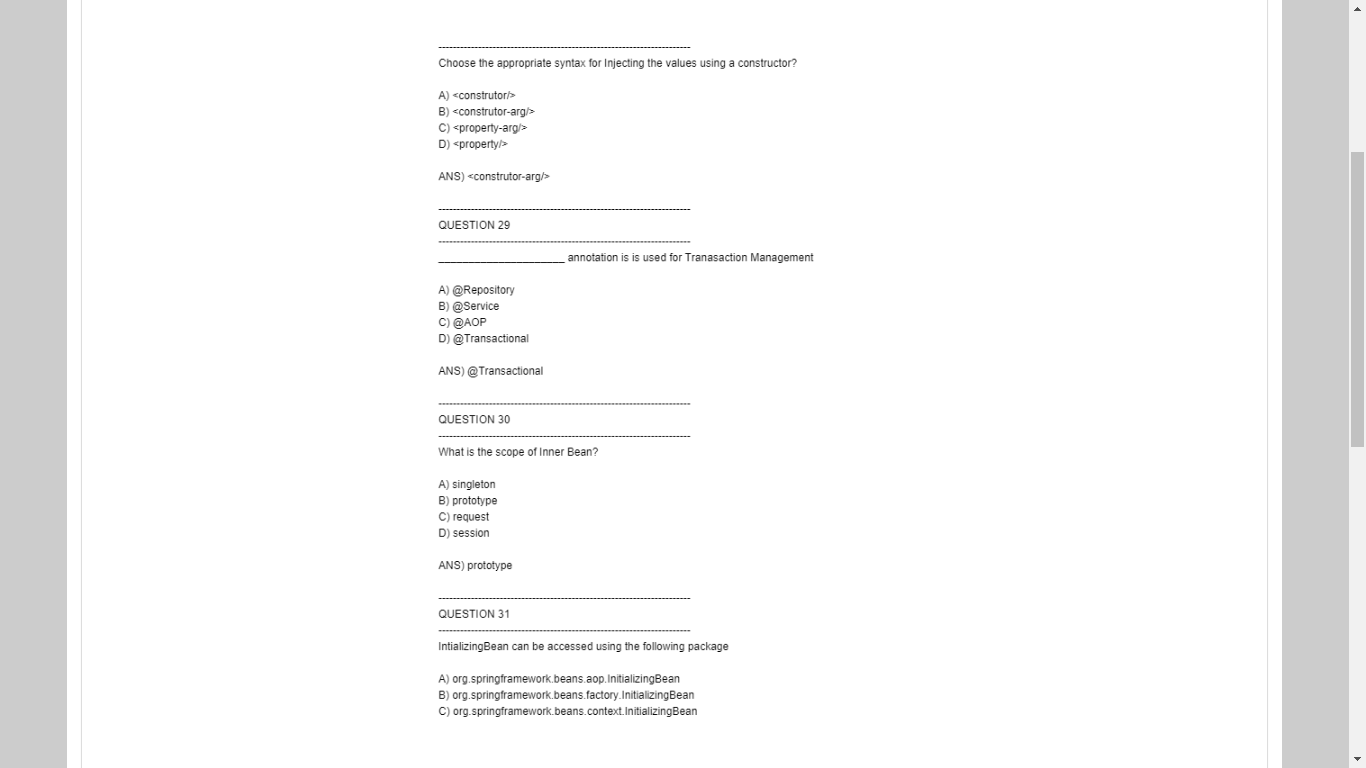 ----------------------------------------------------------------------
Choose the appropriate syntax for Injecting the values using a constructor?
A) <construtor/>
B) <construtor-arg/>
C) <property-arg/>
D) <property/>
ANS) <construtor-arg/>
----------------------------------------------------------------------
QUESTION 29
----------------------------------------------------------------------
_____________________ annotation is is used for Tranasaction Management
A) @Repository
B) @Service
C) @AOP
D) @Transactional
ANS) @Transactional
----------------------------------------------------------------------
QUESTION 30
----------------------------------------------------------------------
What is the scope of Inner Bean?
A) singleton
B) prototype
C) request
D) session
ANS) prototype
----------------------------------------------------------------------
QUESTION 31
----------------------------------------------------------------------
IntializingBean can be accessed using the following package
A) org.springframework.beans.aop.InitializingBean
B) org.springframework.beans.factory.InitializingBean
C) org.springframework.beans.context.InitializingBean